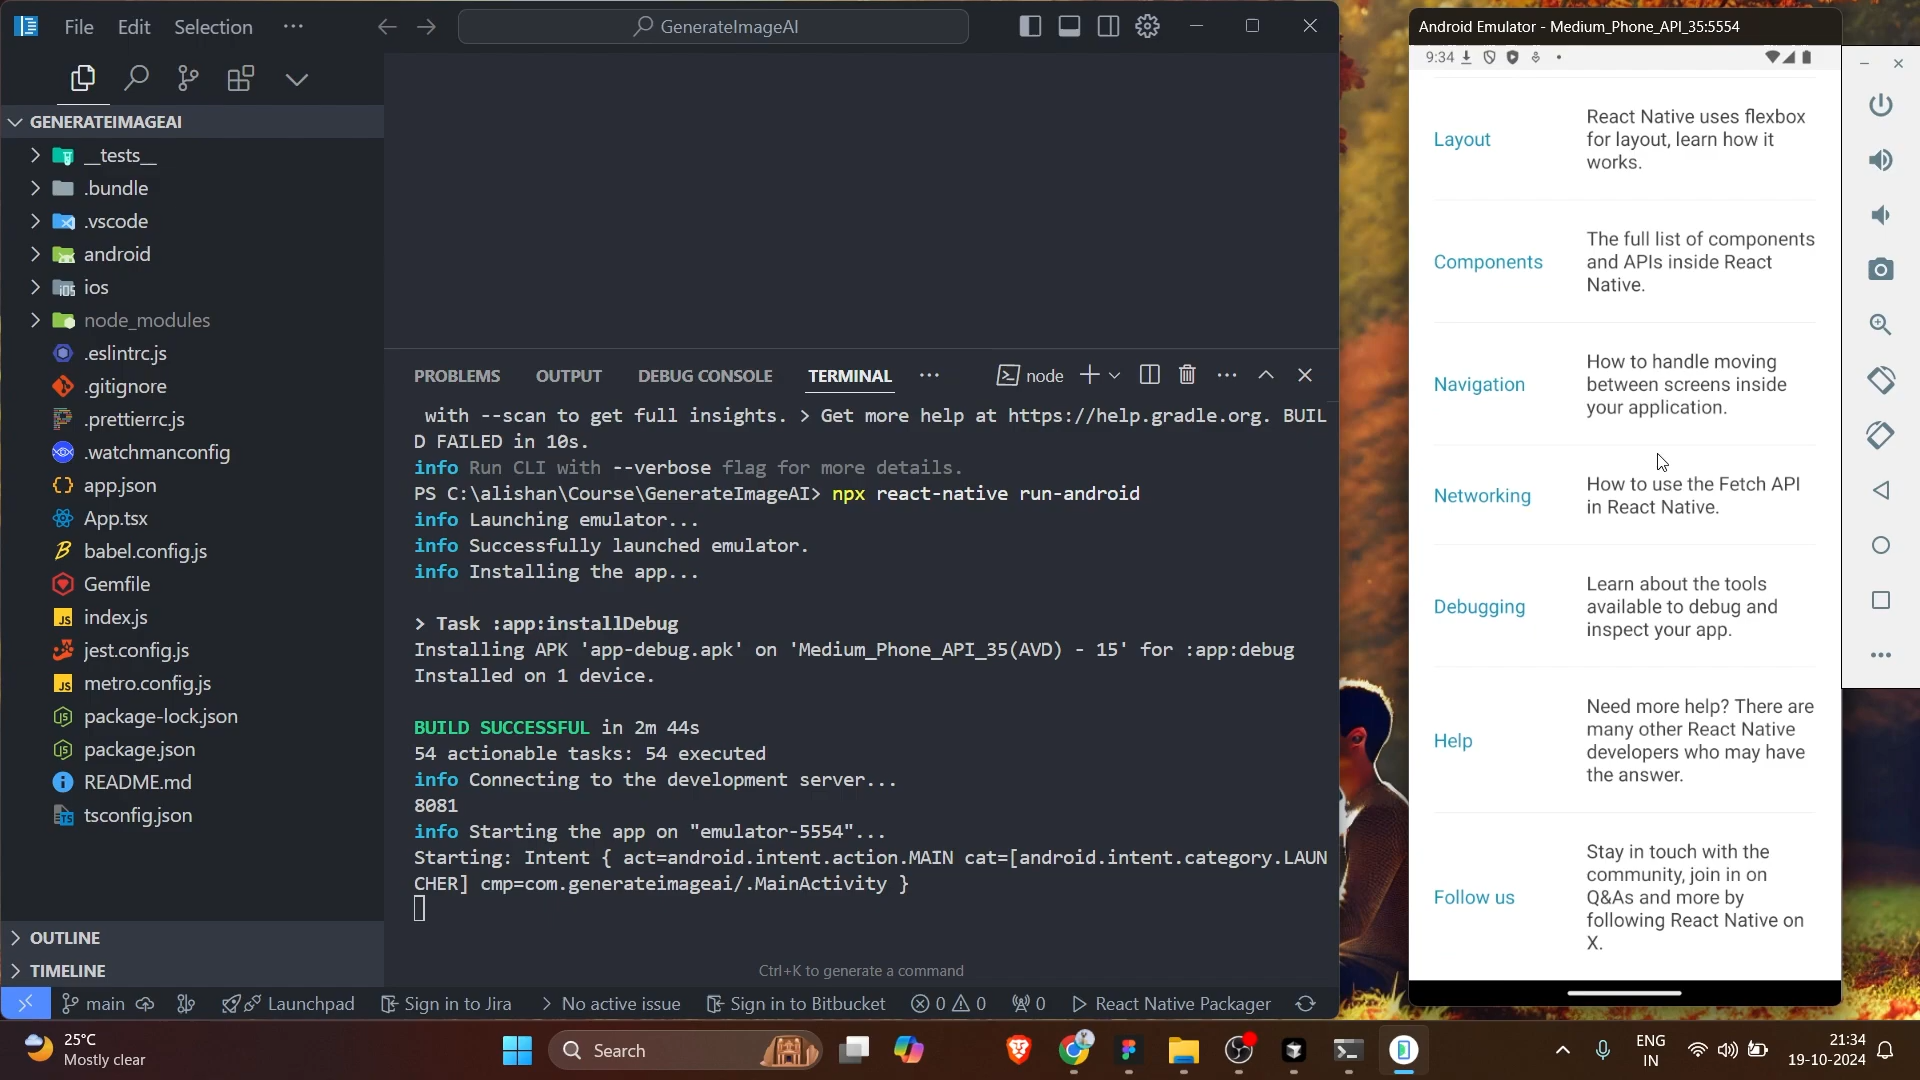 File Edit Selection ···
GenerateImageAI
GENERATEIMAGEAI
__tests__
.bundle
.vscode
android
ios
node_modules
.eslintrc.js
.gitignore
.prettierrc.js
.watchmanconfig
app.json
App.tsx
babel.config.js
Gemfile
index.js
jest.config.js
metro.config.js
package-lock.json
package.json
README.md
tsconfig.json
OUTLINE
TIMELINE
PROBLEMS OUTPUT DEBUG CONSOLE TERMINAL ··· node
with --scan to get full insights. > Get more help at https://help.gradle.org. BUIL
D FAILED in 10s.
info Run CLI with --verbose flag for more details.
PS C:\alishan\Course\GenerateImageAI> npx react-native run-android
info Launching emulator...
info Successfully launched emulator.
info Installing the app...
> Task :app:installDebug
Installing APK 'app-debug.apk' on 'Medium_Phone_API_35(AVD) - 15' for :app:debug
Installed on 1 device.
BUILD SUCCESSFUL in 2m 44s
54 actionable tasks: 54 executed
info Connecting to the development server...
8081
info Starting the app on "emulator-5554"...
Starting: Intent { act=android.intent.action.MAIN cat=[android.intent.category.LAUN
CHER] cmp=com.generateimageai/.MainActivity }
Ctrl+K to generate a command
main Launchpad Sign in to Jira No active issue Sign in to Bitbucket 0 0 0 React Native Packager
Android Emulator - Medium_Phone_API_35:5554
9:34
Layout
React Native uses flexbox
for layout, learn how it
works.
Components
The full list of components
and APIs inside React
Native.
Navigation
How to handle moving
between screens inside
your application.
Networking
How to use the Fetch API
in React Native.
Debugging
Learn about the tools
available to debug and
inspect your app.
Help
Need more help? There are
many other React Native
developers who may have
the answer.
Follow us
Stay in touch with the
community, join in on
Q&As and more by
following React Native on
X.
25°C
Mostly clear
Search
ENG
IN
21:34
19-10-2024